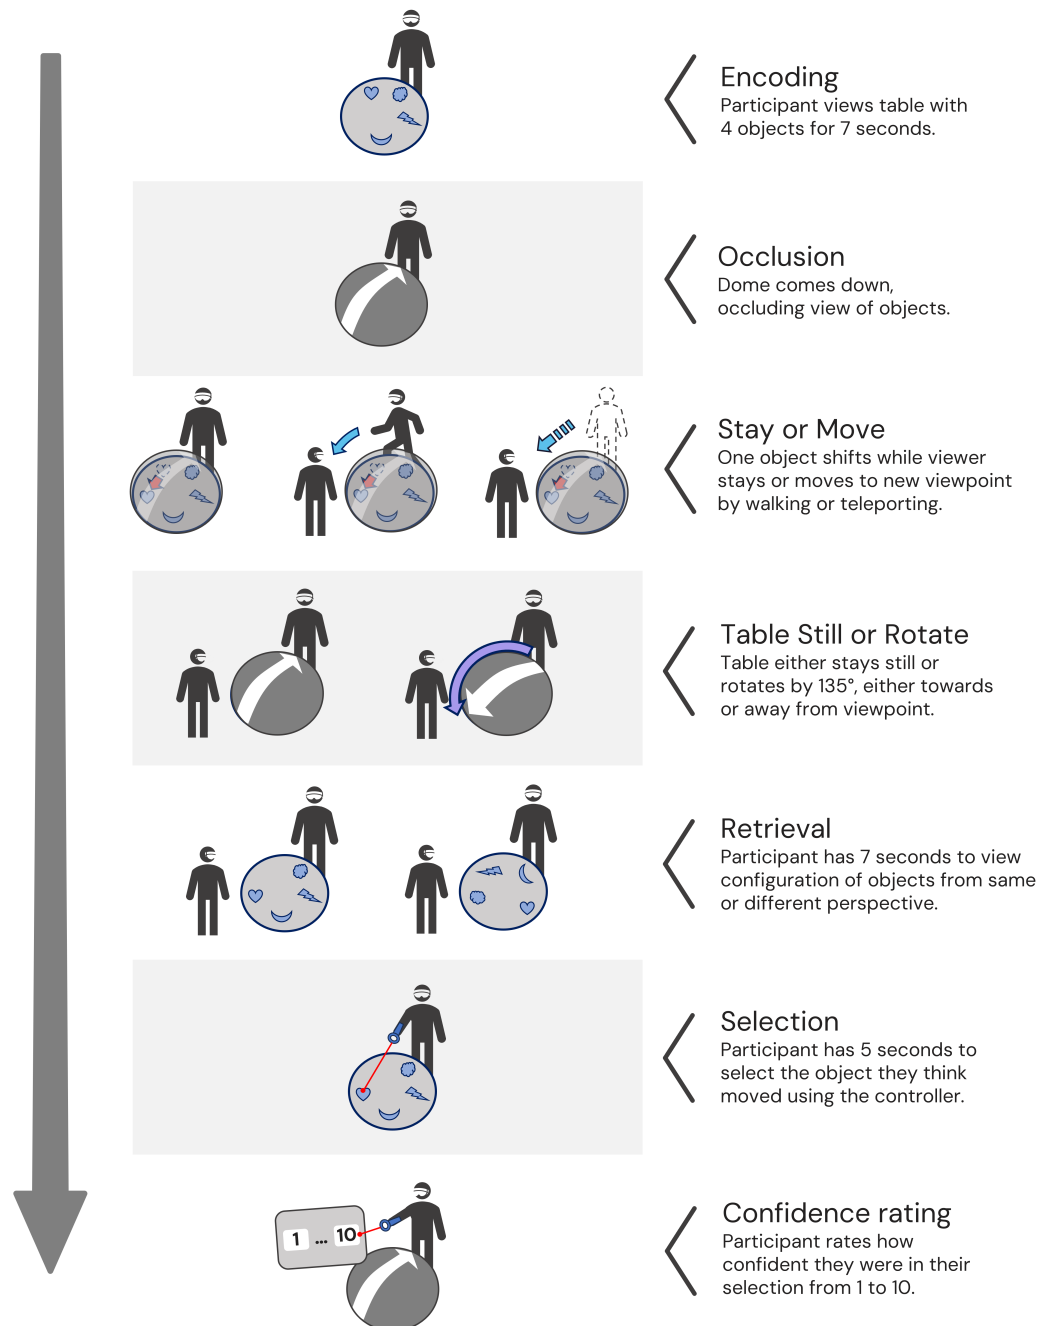 Encoding
Participant views table with
4 objects for 7 seconds.
Occlusion
Dome comes down,
occluding view of objects.
Stay or Move
One object shifts while viewer
stays or moves to new viewpoint
by walking or teleporting.
Table Still or Rotate
Table either stays still or
rotates by 135°, either towards
or away from viewpoint.
Retrieval
Participant has 7 seconds to view
configuration of objects from same
or different perspective.
Selection
Participant has 5 seconds to
select the object they think
moved using the controller.
1 ... 10
Confidence rating
Participant rates how
confident they were in their
selection from 1 to 10.